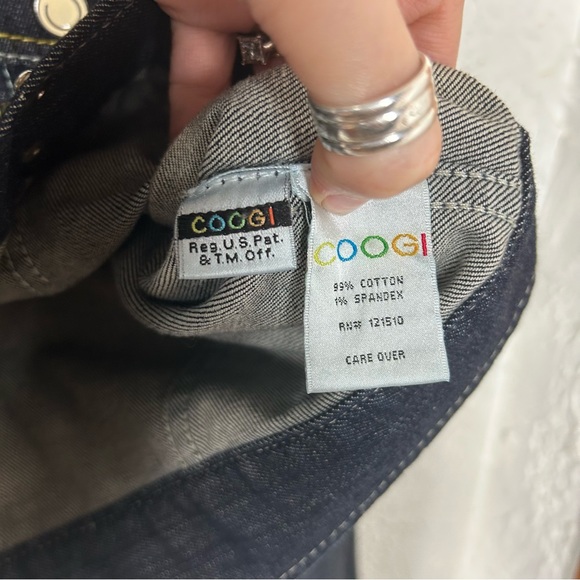 COOGI
Reg. U.S. Pat.
& T.M. Off.
COOGI
99% COTTON
1% SPANDEX
RN# 121510
CARE OVER